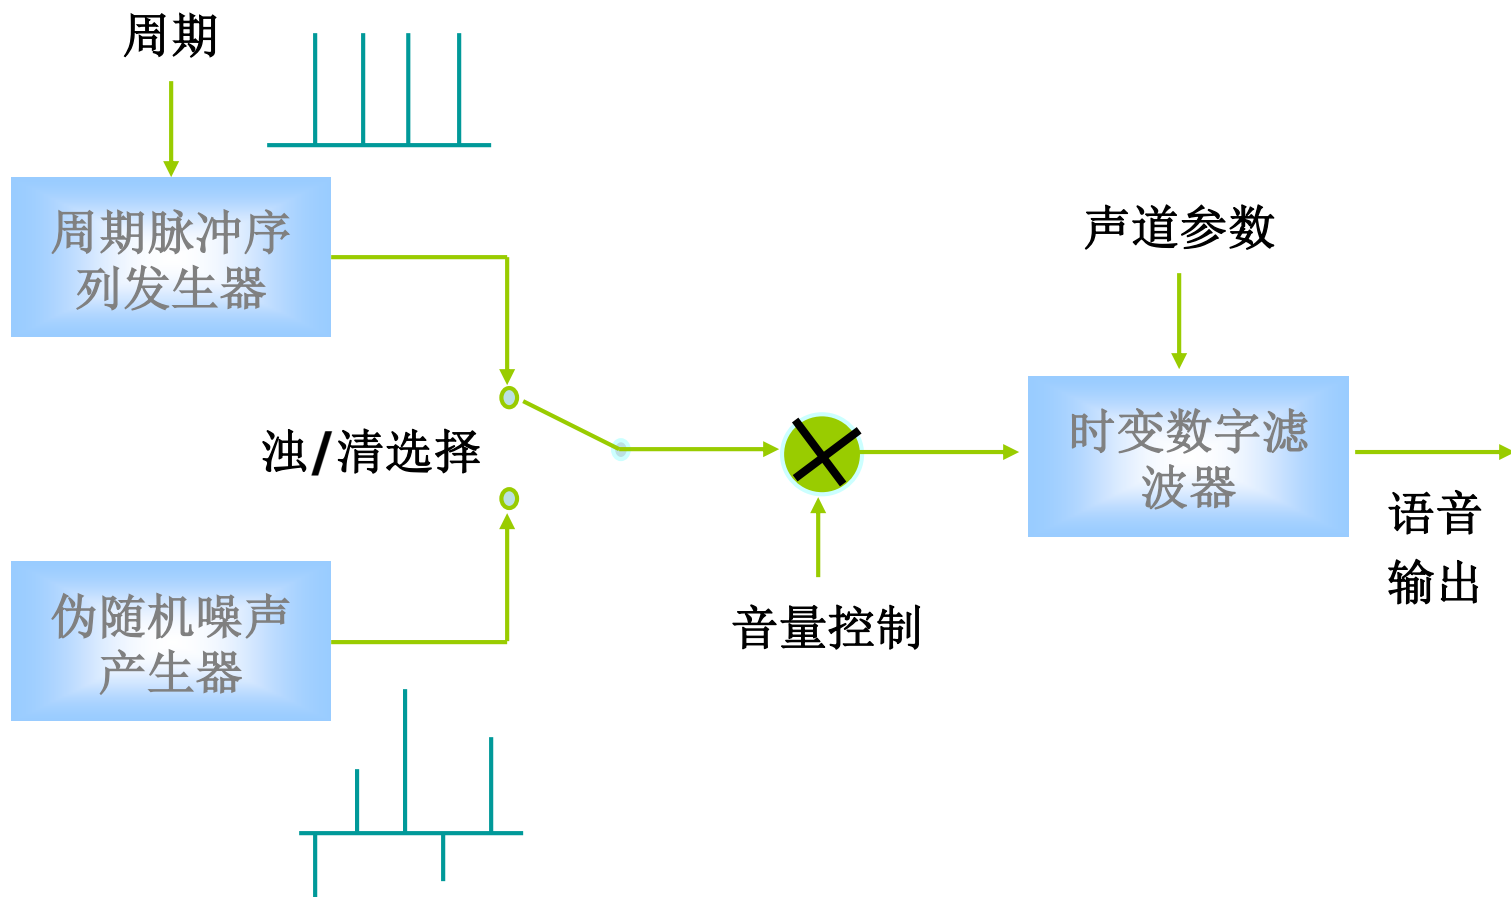 周期
周期脉冲序
列发生器
声道参数
浊/清选择
时变数字滤
波器
语音
输出
伪随机噪声
产生器
音量控制